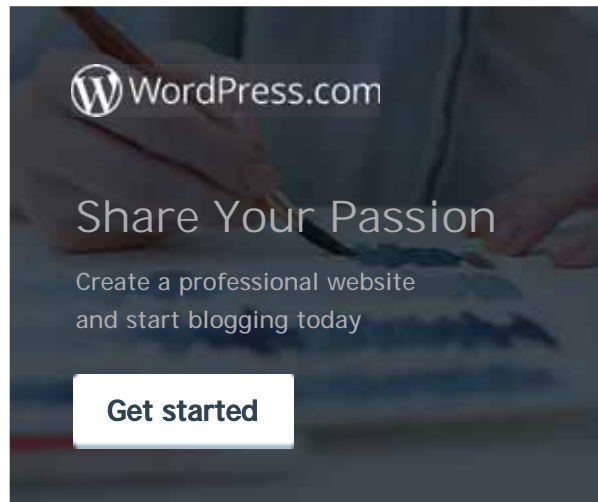 WordPress.com
Share Your Passion
Create a professional website
and start blogging today
Get started